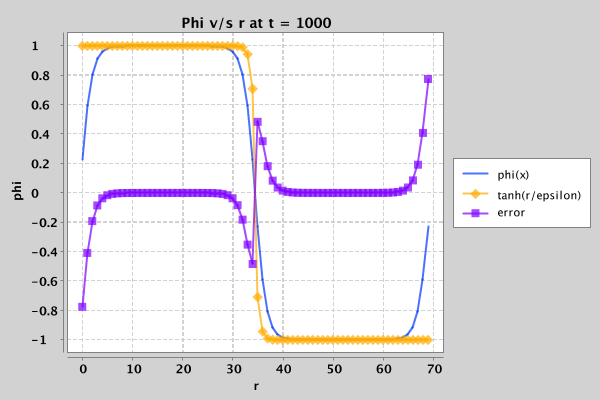 Phi v/s r at t = 1000
1
0.8
0.6
0.4
0.2
0
-0.2
-0.4
-0.6
-0.8
-1
phi
0 10 20 30 40 50 60 70
r
phi(x)
tanh(r/epsilon)
error